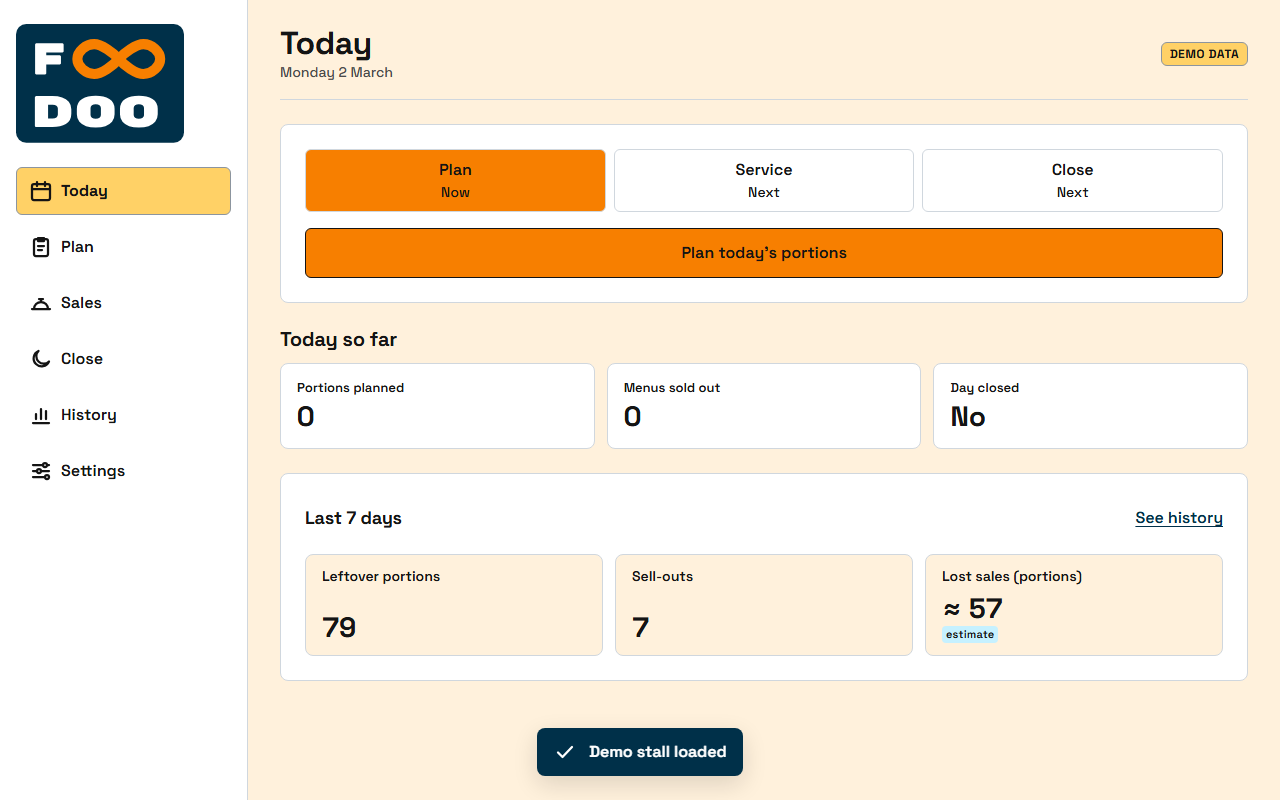 F∞
DOO
Today
Plan
Sales
Close
History
Settings
Today
Monday 2 March
DEMO DATA
Plan
Now
Service
Next
Close
Next
Plan today's portions
Today so far
Portions planned
0
Menus sold out
0
Day closed
No
Last 7 days
See history
Leftover portions
79
Sell-outs
7
Lost sales (portions)
≈ 57
estimate
Demo stall loaded